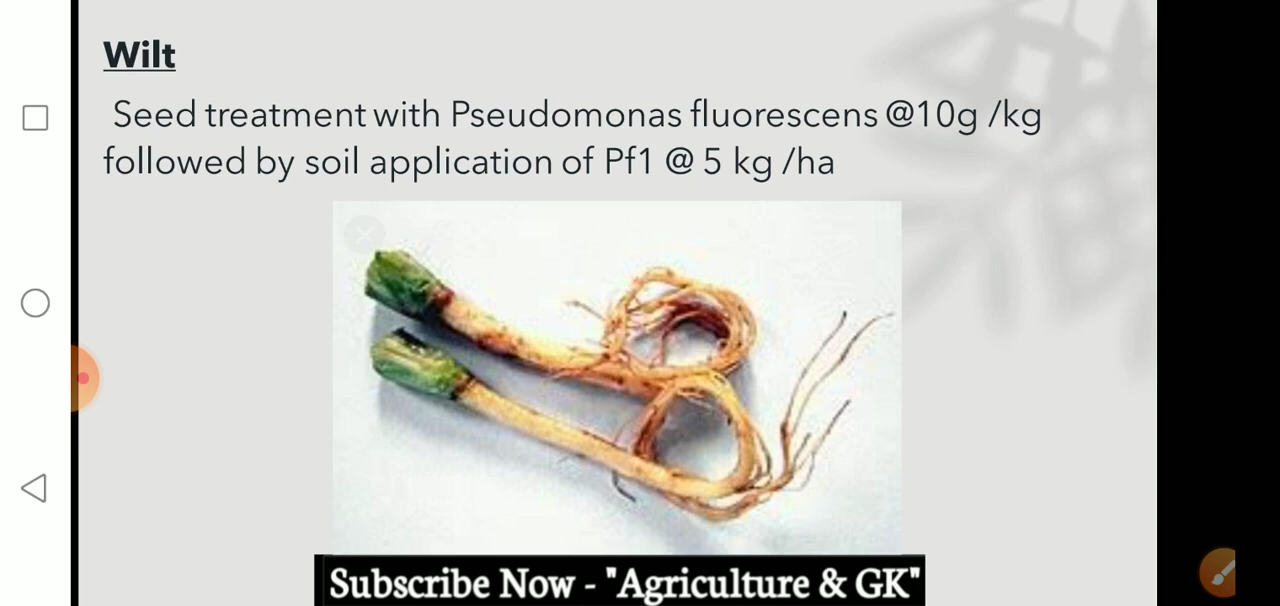 Wilt
Seed treatment with Pseudomonas fluorescens @10g /kg
followed by soil application of Pf1 @ 5 kg /ha
Subscribe Now - "Agriculture & GK"